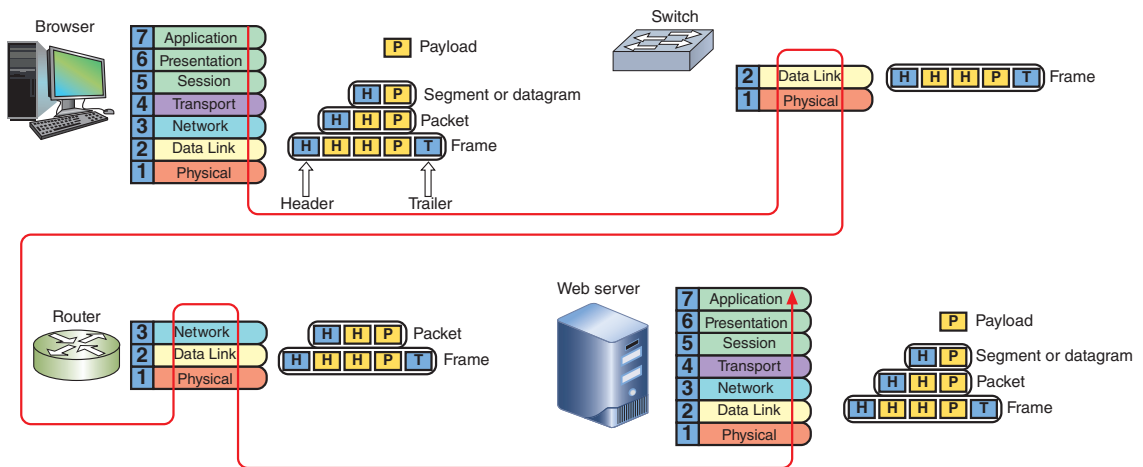 Browser
7 Application
6 Presentation
5 Session
4 Transport
3 Network
2 Data Link
1 Physical
P Payload
H P Segment or datagram
H H P Packet
H H H P T Frame
Header Trailer
Switch
2 Data Link
1 Physical
H H H P T Frame
Router
3 Network
2 Data Link
1 Physical
H H P Packet
H H H P T Frame
Web server
7 Application
6 Presentation
5 Session
4 Transport
3 Network
2 Data Link
1 Physical
P Payload
H P Segment or datagram
H H P Packet
H H H P T Frame